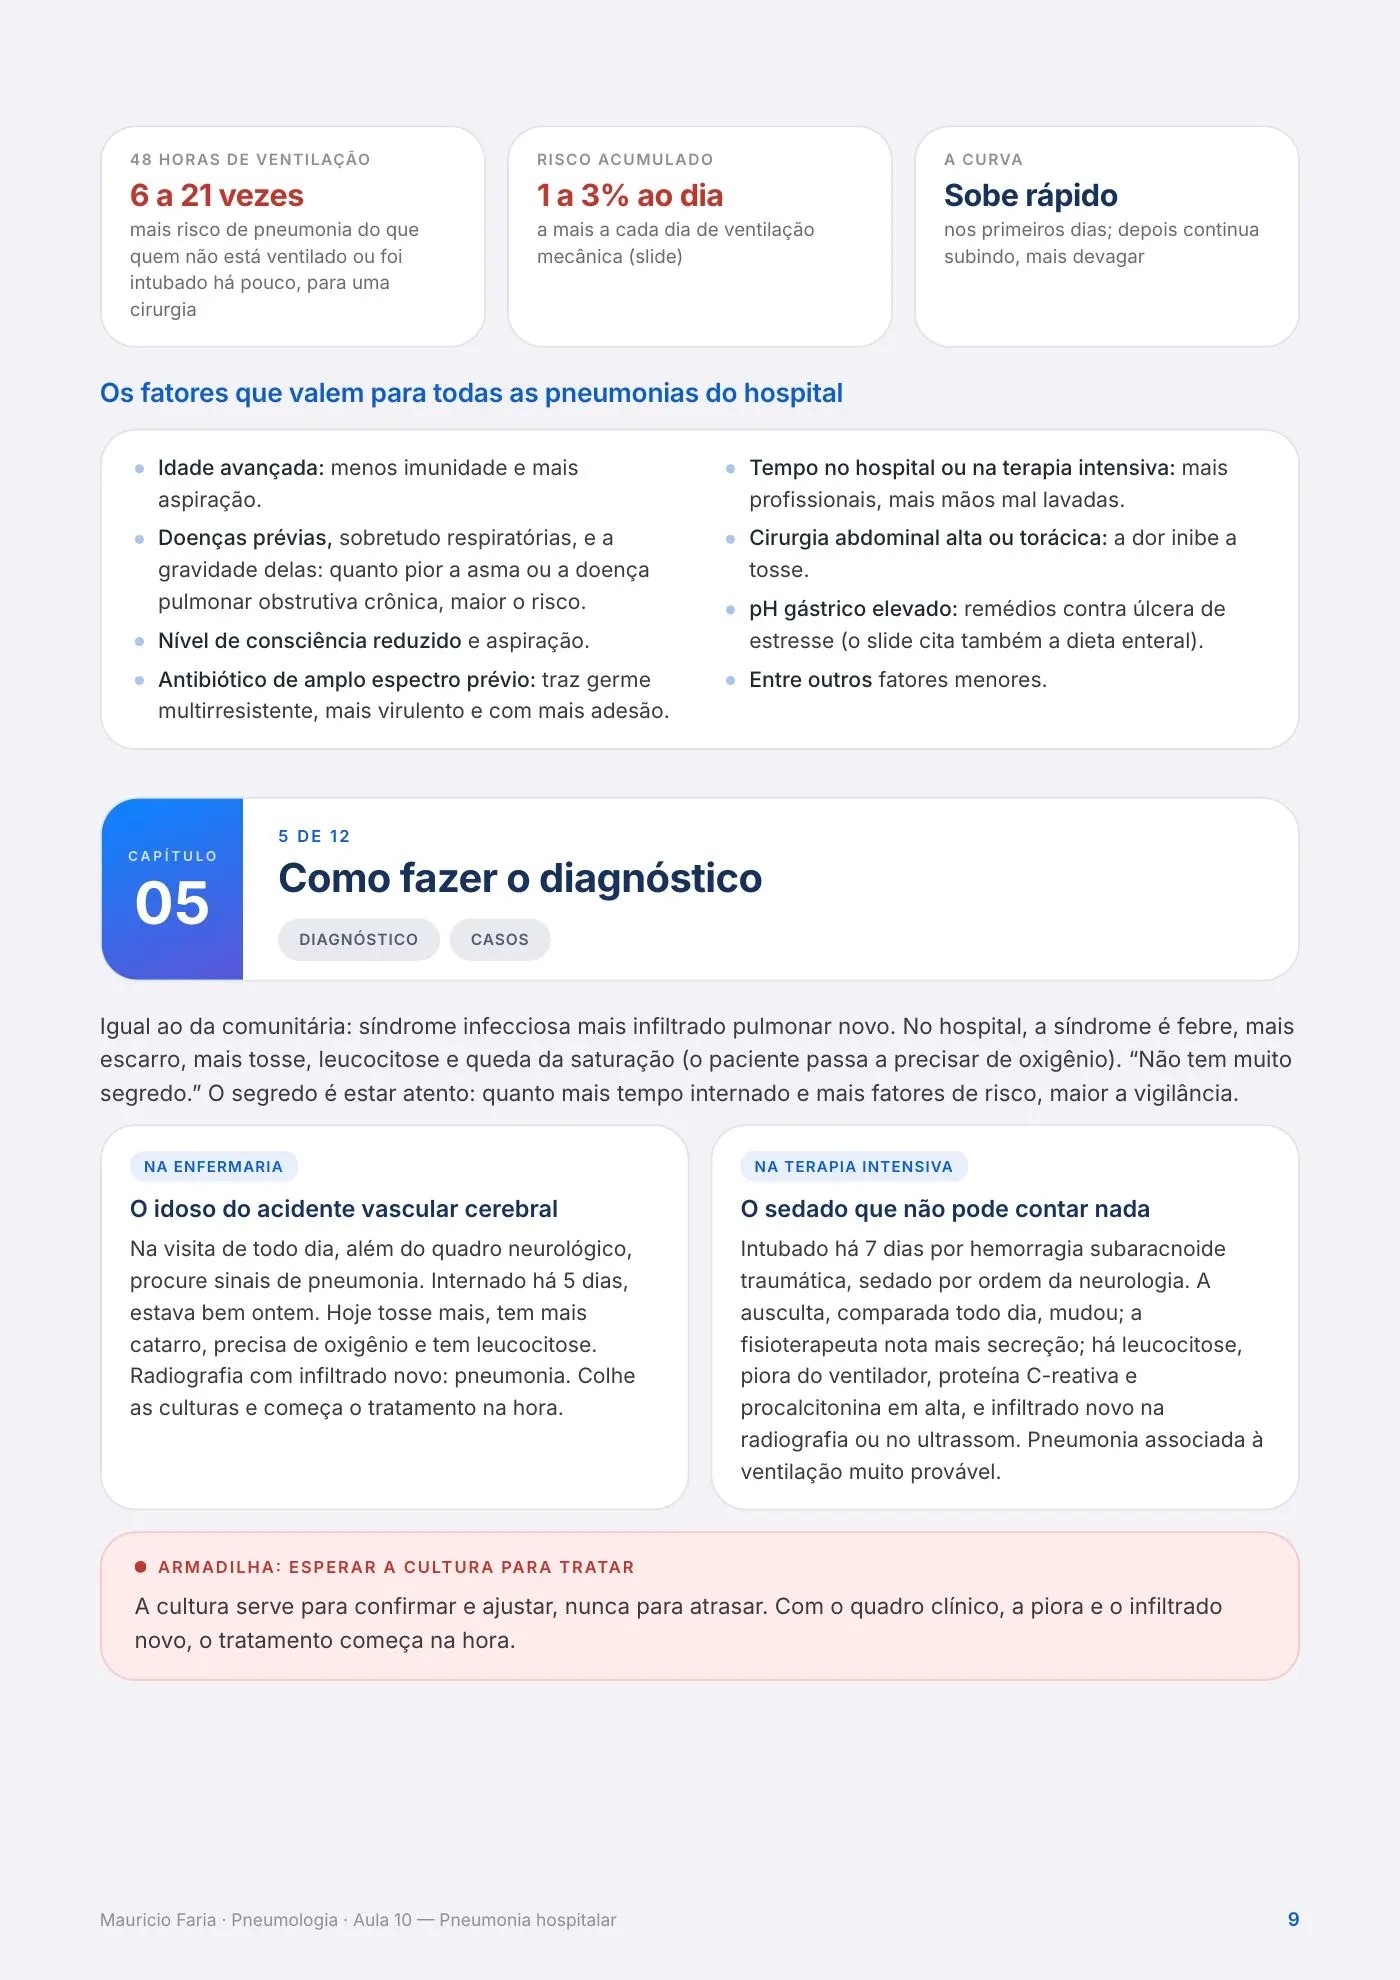 48 HORAS DE VENTILAÇÃO
6 a 21 vezes
mais risco de pneumonia do que
quem não está ventilado ou foi
intubado há pouco, para uma
cirurgia
RISCO ACUMULADO
1 a 3% ao dia
a mais a cada dia de ventilação
mecânica (slide)
A CURVA
Sobe rápido
nos primeiros dias; depois continua
subindo, mais devagar
Os fatores que valem para todas as pneumonias do hospital
Idade avançada: menos imunidade e mais
aspiração.
Doenças prévias, sobretudo respiratórias, e a
gravidade delas: quanto pior a asma ou a doença
pulmonar obstrutiva crônica, maior o risco.
Nível de consciência reduzido e aspiração.
Antibiótico de amplo espectro prévio: traz germe
multirresistente, mais virulento e com mais adesão.
Tempo no hospital ou na terapia intensiva: mais
profissionais, mais mãos mal lavadas.
Cirurgia abdominal alta ou torácica: a dor inibe a
tosse.
pH gástrico elevado: remédios contra úlcera de
estresse (o slide cita também a dieta enteral).
Entre outros fatores menores.
CAPÍTULO
05
5 DE 12
Como fazer o diagnóstico
DIAGNÓSTICO
CASOS
Igual ao da comunitária: síndrome infecciosa mais infiltrado pulmonar novo. No hospital, a síndrome é febre, mais
escarro, mais tosse, leucocitose e queda da saturação (o paciente passa a precisar de oxigênio). “Não tem muito
segredo.” O segredo é estar atento: quanto mais tempo internado e mais fatores de risco, maior a vigilância.
NA ENFERMARIA
O idoso do acidente vascular cerebral
Na visita de todo dia, além do quadro neurológico,
procure sinais de pneumonia. Internado há 5 dias,
estava bem ontem. Hoje tosse mais, tem mais
catarro, precisa de oxigênio e tem leucocitose.
Radiografia com infiltrado novo: pneumonia. Colhe
as culturas e começa o tratamento na hora.
NA TERAPIA INTENSIVA
O sedado que não pode contar nada
Intubado há 7 dias por hemorragia subaracnoide
traumática, sedado por ordem da neurologia. A
ausculta, comparada todo dia, mudou; a
fisioterapeuta nota mais secreção; há leucocitose,
piora do ventilador, proteína C-reativa e
procalcitonina em alta, e infiltrado novo na
radiografia ou no ultrassom. Pneumonia associada à
ventilação muito provável.
ARMADILHA: ESPERAR A CULTURA PARA TRATAR
A cultura serve para confirmar e ajustar, nunca para atrasar. Com o quadro clínico, a piora e o infiltrado
novo, o tratamento começa na hora.
Mauricio Faria · Pneumologia · Aula 10 — Pneumonia hospitalar
9